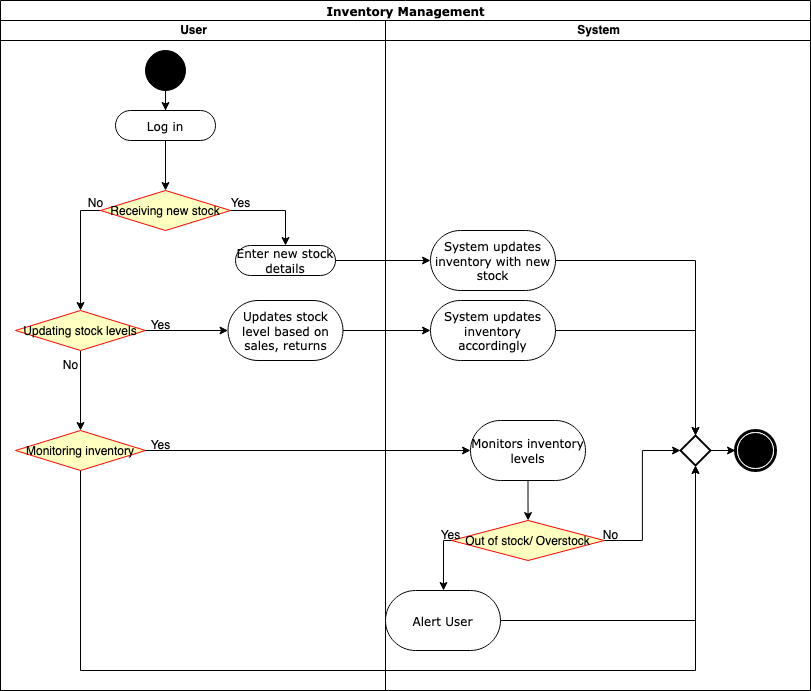 Inventory Management
User
System
Log in
No
Yes
Receiving new stock
Enter new stock
details
System updates
inventory with new
stock
Updating stock levels
Yes
Updates stock
level based on
sales, returns
System updates
inventory
accordingly
No
Monitoring inventory
Yes
Monitors inventory
levels
Yes
Out of stock/ Overstock
No
Alert User